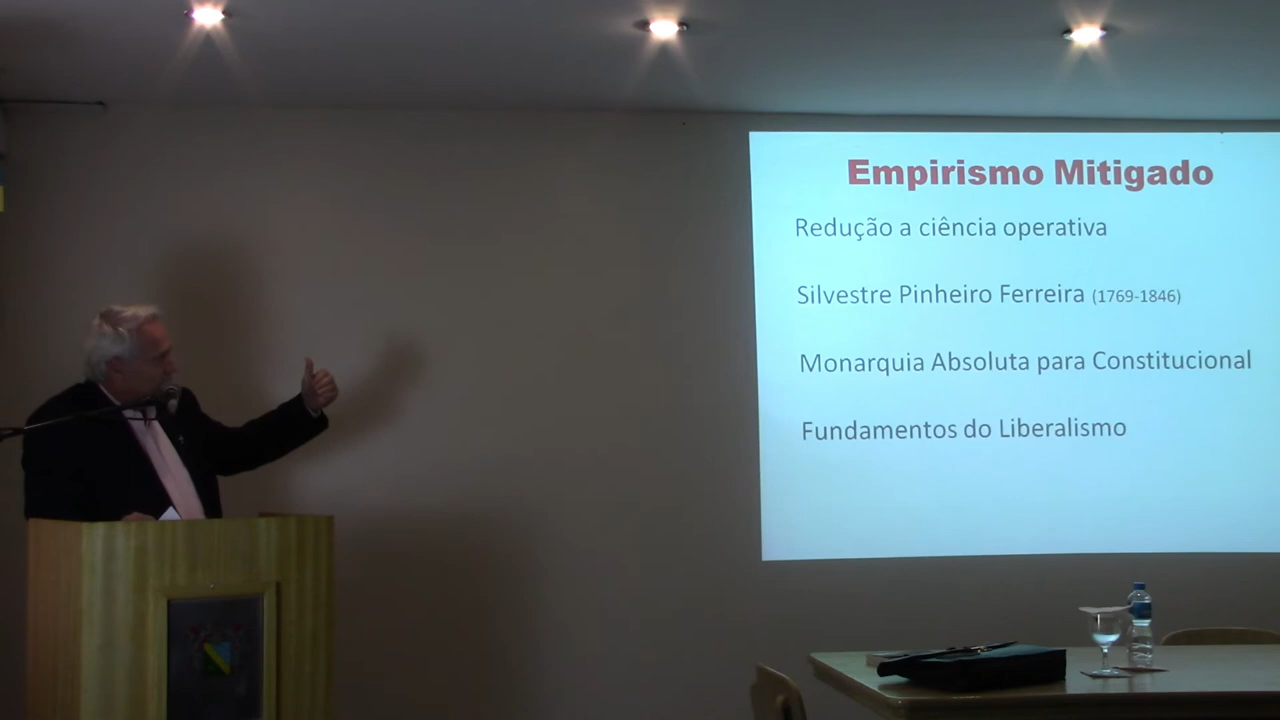 Empirismo Mitigado
Redução a ciência operativa
Silvestre Pinheiro Ferreira (1769-1846)
Monarquia Absoluta para Constitucional
Fundamentos do Liberalismo